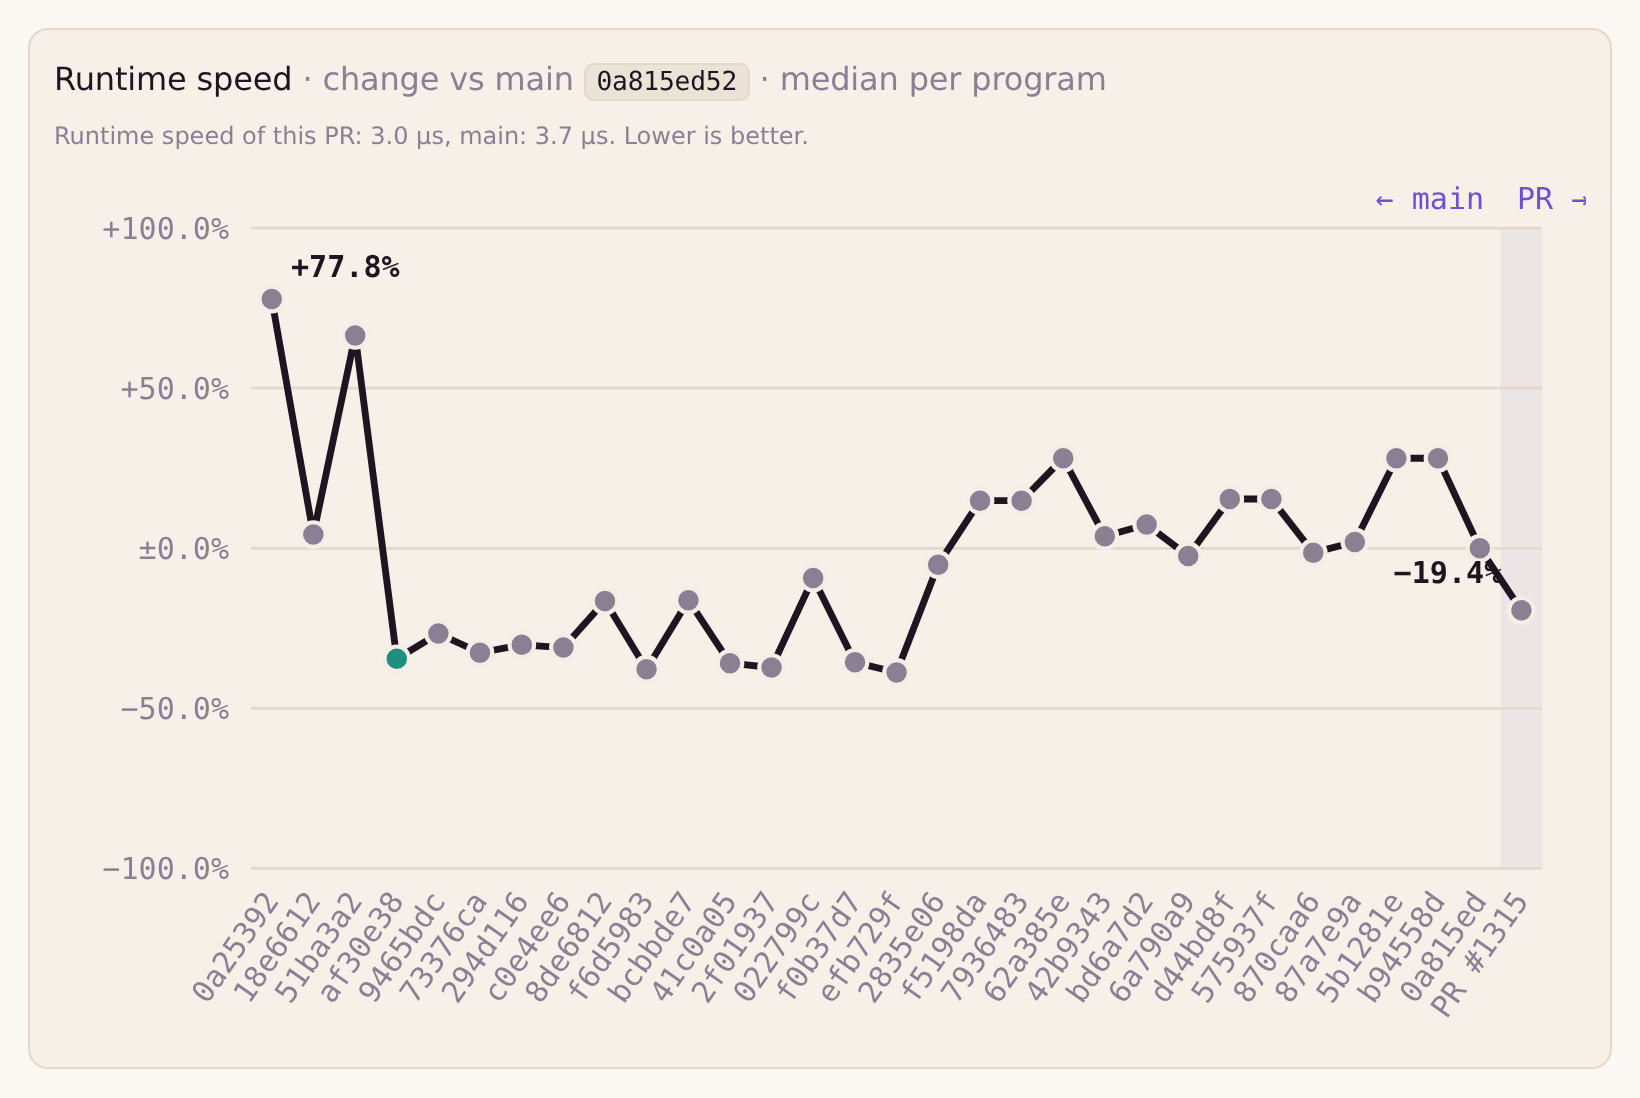 Runtime speed · change vs main 0a815ed52 · median per program
Runtime speed of this PR: 3.0 µs, main: 3.7 µs. Lower is better.
← main PR →
+100.0%
+77.8%
+50.0%
±0.0%
−19.4%
−50.0%
−100.0%
0a25392
18e6612
51ba3a2
af30e38
9465bdc
73376ca
294d116
c0e4ee6
8de6812
f6d5983
bcbbde7
41c0a05
2f01937
022799c
f0b37d7
efb729f
2835e06
f5198da
7936483
62a385e
42b9343
bd6a7d2
6a790a9
d44bd8f
575937f
870caa6
87a7e9a
5b1281e
b94558d
0a815ed
PR #1315